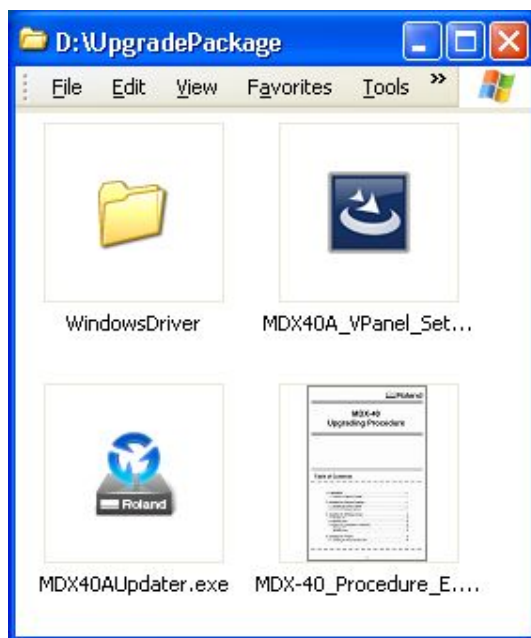 D:\UpgradePackage
File Edit View Favorites Tools »
WindowsDriver
MDX40A_VPanel_Set...
Roland
MDX40AUpdater.exe
Roland
MDX-40
Upgrading Procedure
Table of Contents
MDX-40_Procedure_E....